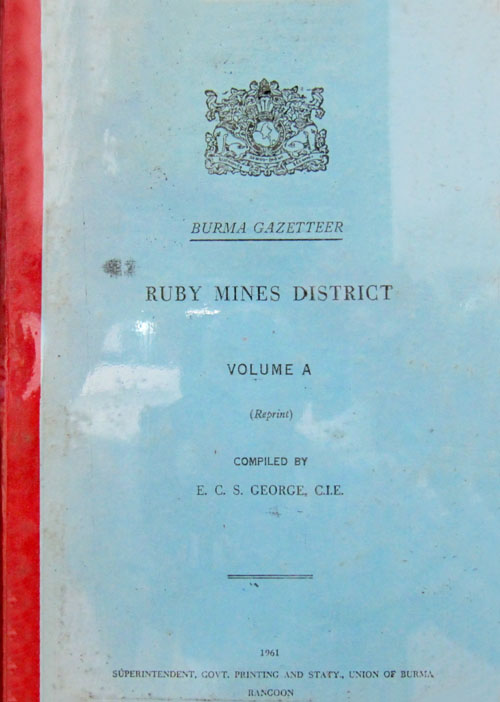 BURMA GAZETTEER
RUBY MINES DISTRICT
VOLUME A
(Reprint)
COMPILED BY
E. C. S. GEORGE, C.I.E.
1961
SUPERINTENDENT, GOVT. PRINTING AND STATY., UNION OF BURMA
RANGOON